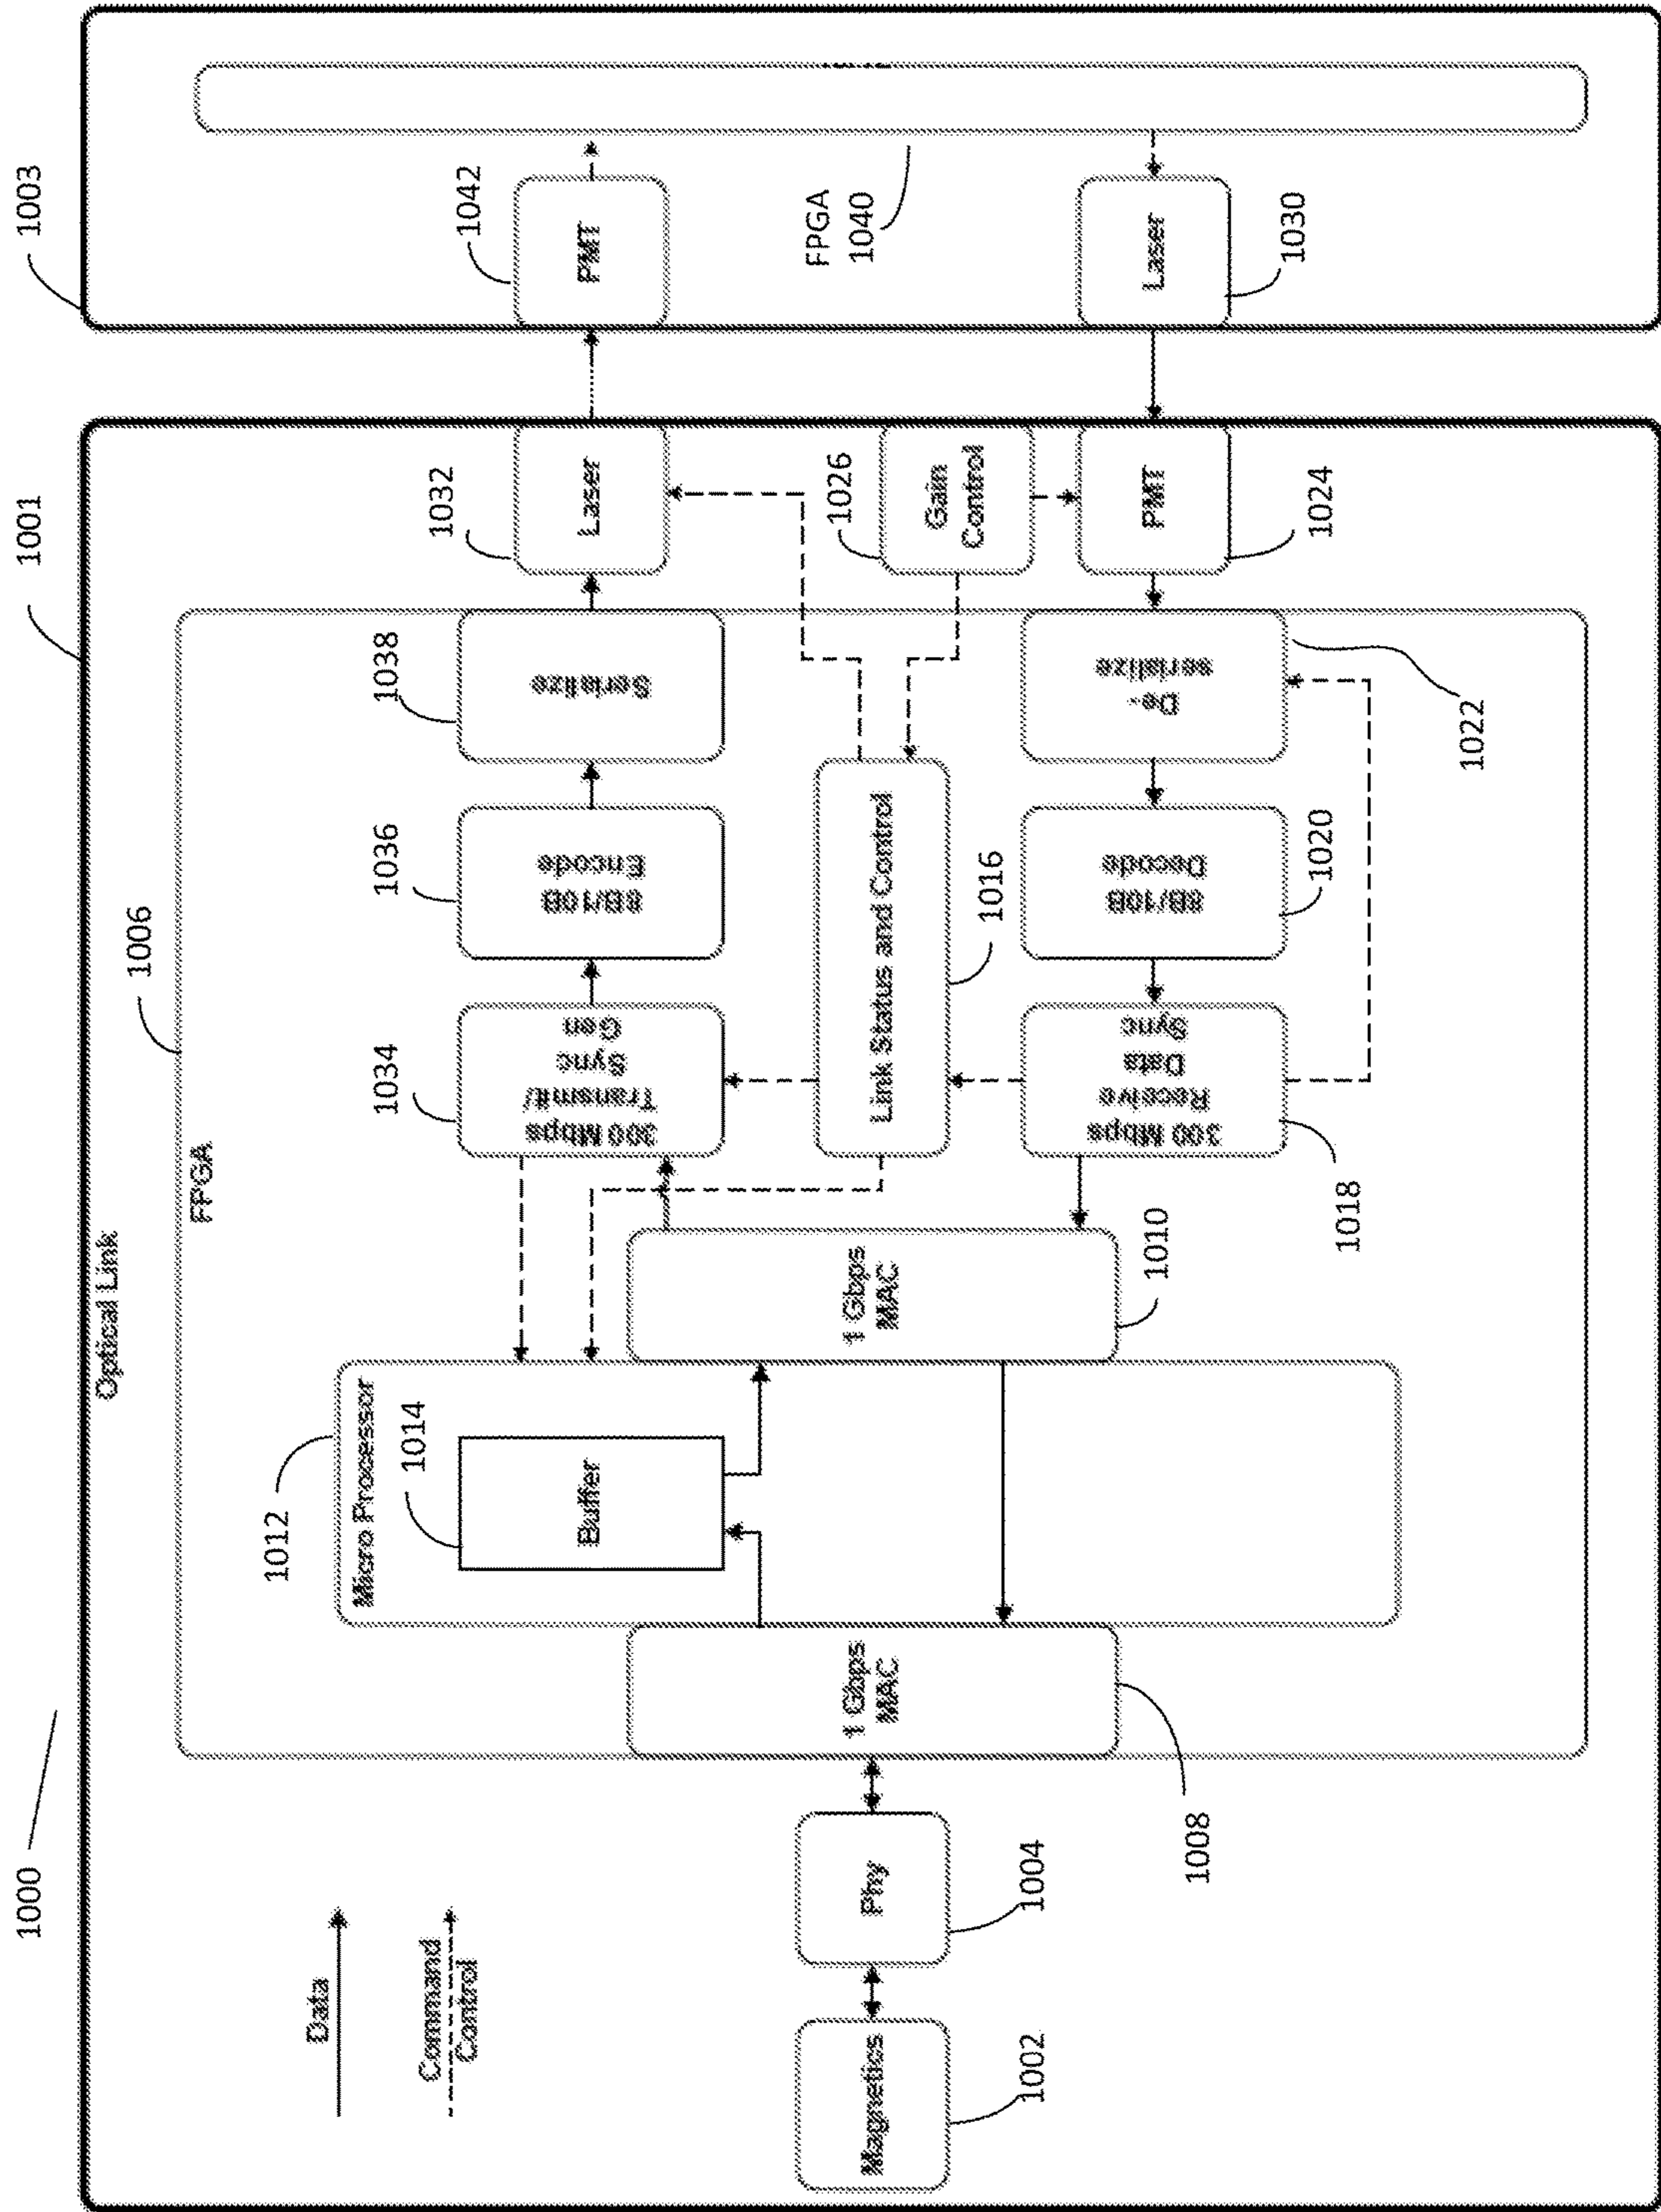 1000
1001
1003
Optical Link
1006
FPGA
Data
Command
Control
1012
Micro Processor
1014
Buffer
1034
300 Mbps
Transmit/
Sync
Gen
1036
8B/10B
Encode
1038
Serialize
1032
Laser
1042
PMT
Magnetics
1002
Phy
1004
1 Gbps
MAC
1008
1 Gbps
MAC
1010
Link Status and Control
1016
1026
Gain
Control
FPGA
1040
300 Mbps
Receive
Data
Sync
1018
8B/10B
Decode
1020
De-
serialize
1022
PMT
1024
Laser
1030